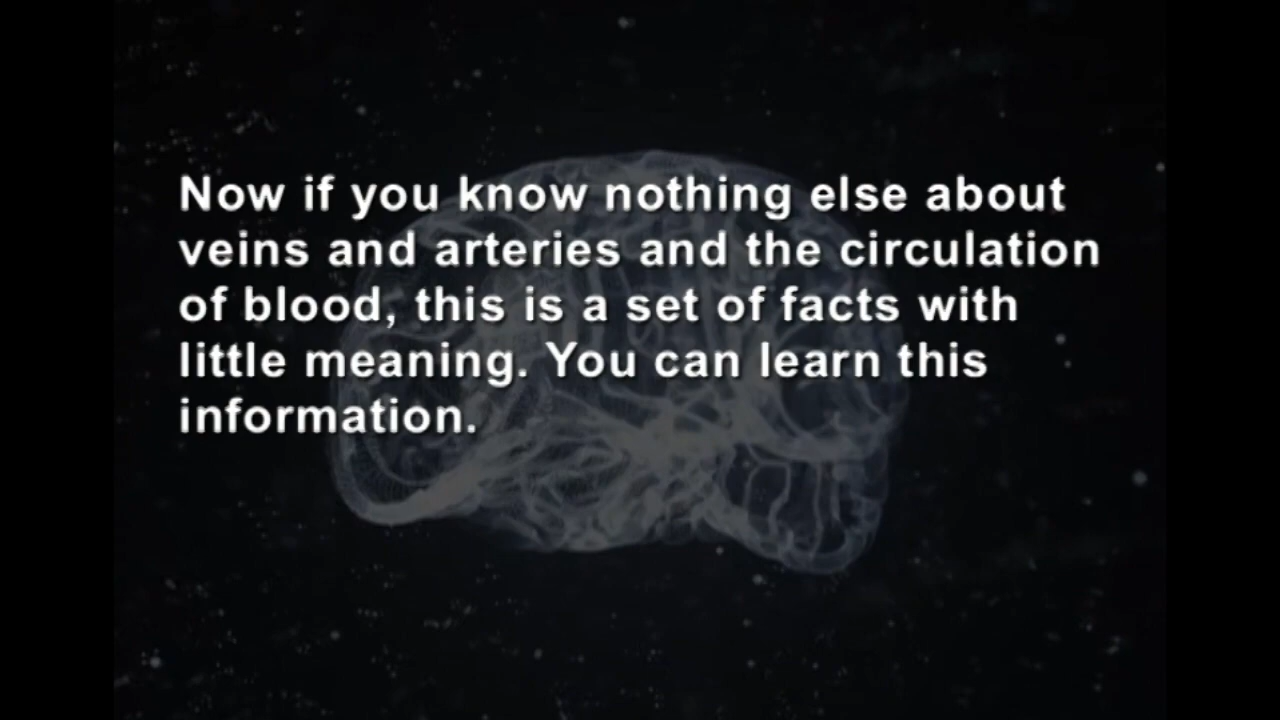 Now if you know nothing else about
veins and arteries and the circulation
of blood, this is a set of facts with
little meaning. You can learn this
information.